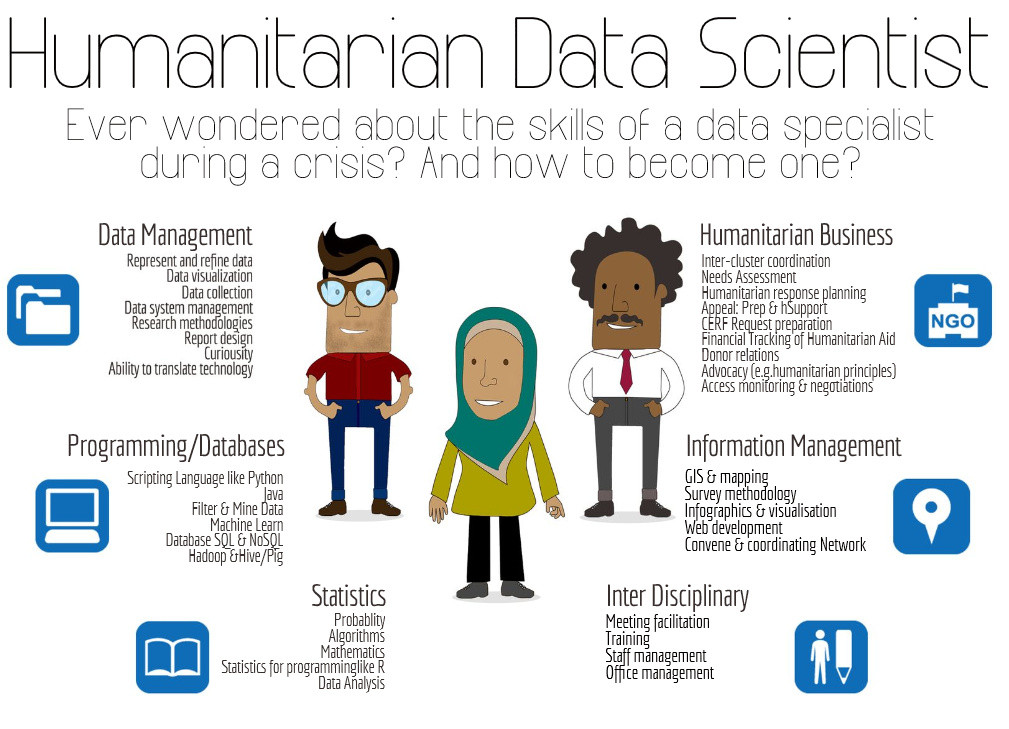 Humanitarian Data Scientist
Ever wondered about the skills of a data specialist
during a crisis? And how to become one?
Data Management
Represent and refine data
Data visualization
Data collection
Data system management
Research methodologies
Report design
Curiousity
Ability to translate technology
Humanitarian Business
Inter-cluster coordination
Needs Assessment
Humanitarian response planning
Appeal: Prep & hSupport
CERF Request preparation
Financial Tracking of Humanitarian Aid
Donor relations
Advocacy (e.g.humanitarian principles)
Access monitoring & negotiations
NGO
Programming/Databases
Scripting Language like Python
Java
Filter & Mine Data
Machine Learn
Database SQL & NoSQL
Hadoop &Hive/Pig
Information Management
GIS & mapping
Survey methodology
Infographics & visualisation
Web development
Convene & coordinating Network
Statistics
Probablity
Algorithms
Mathematics
Statistics for programminglike R
Data Analysis
Inter Disciplinary
Meeting facilitation
Training
Staff management
Office management